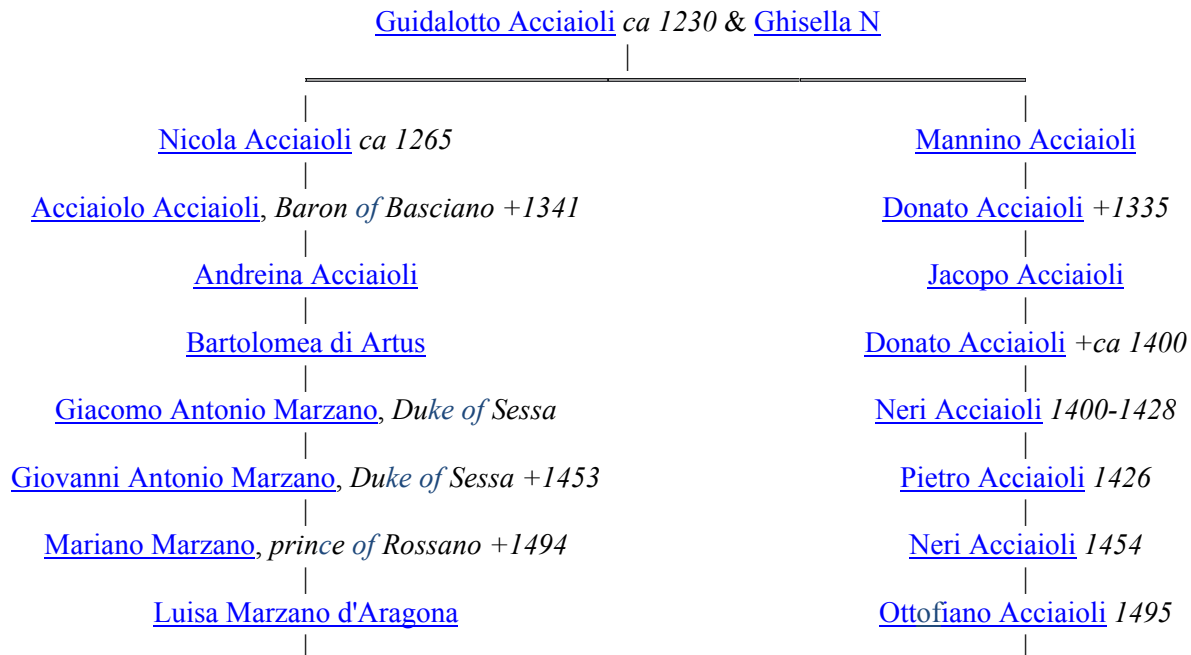 Guidalotto Acciaioli ca 1230 & Ghisella N
|
| |
Nicola Acciaioli ca 1265 Mannino Acciaioli
| |
Acciaiolo Acciaioli, Baron of Basciano +1341 Donato Acciaioli +1335
| |
Andreina Acciaioli Jacopo Acciaioli
| |
Bartolomea di Artus Donato Acciaioli +ca 1400
| |
Giacomo Antonio Marzano, Duke of Sessa Neri Acciaioli 1400-1428
| |
Giovanni Antonio Marzano, Duke of Sessa +1453 Pietro Acciaioli 1426
| |
Mariano Marzano, prince of Rossano +1494 Neri Acciaioli 1454
| |
Luisa Marzano d'Aragona Ottofiano Acciaioli 1495
| |